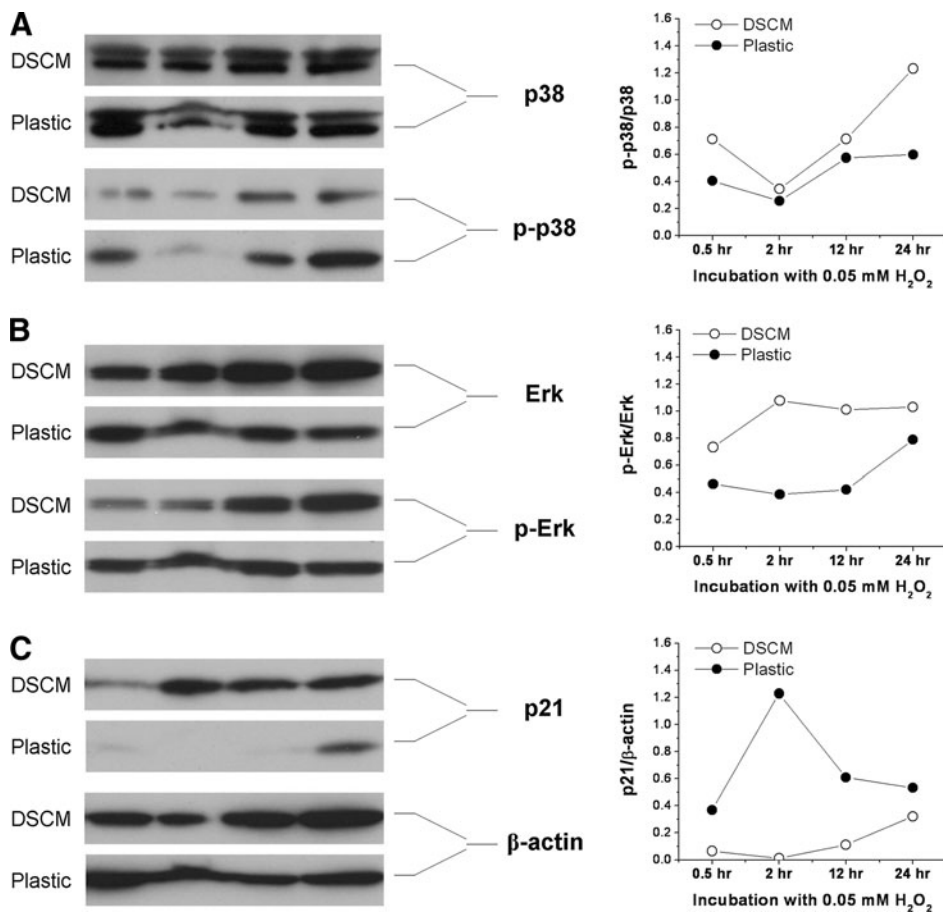 A
DSCM
Plastic
p38
DSCM
Plastic
p-p38
DSCM
Plastic
p-p38/p38
1.6
1.4
1.2
1.0
0.8
0.6
0.4
0.2
0.0
0.5 hr 2 hr 12 hr 24 hr
Incubation with 0.05 mM H₂O₂
B
DSCM
Plastic
Erk
DSCM
Plastic
p-Erk
DSCM
Plastic
p-Erk/Erk
1.6
1.4
1.2
1.0
0.8
0.6
0.4
0.2
0.0
0.5 hr 2 hr 12 hr 24 hr
Incubation with 0.05 mM H₂O₂
C
DSCM
Plastic
p21
DSCM
Plastic
β-actin
DSCM
Plastic
p21/β-actin
1.6
1.4
1.2
1.0
0.8
0.6
0.4
0.2
0.0
0.5 hr 2 hr 12 hr 24 hr
Incubation with 0.05 mM H₂O₂